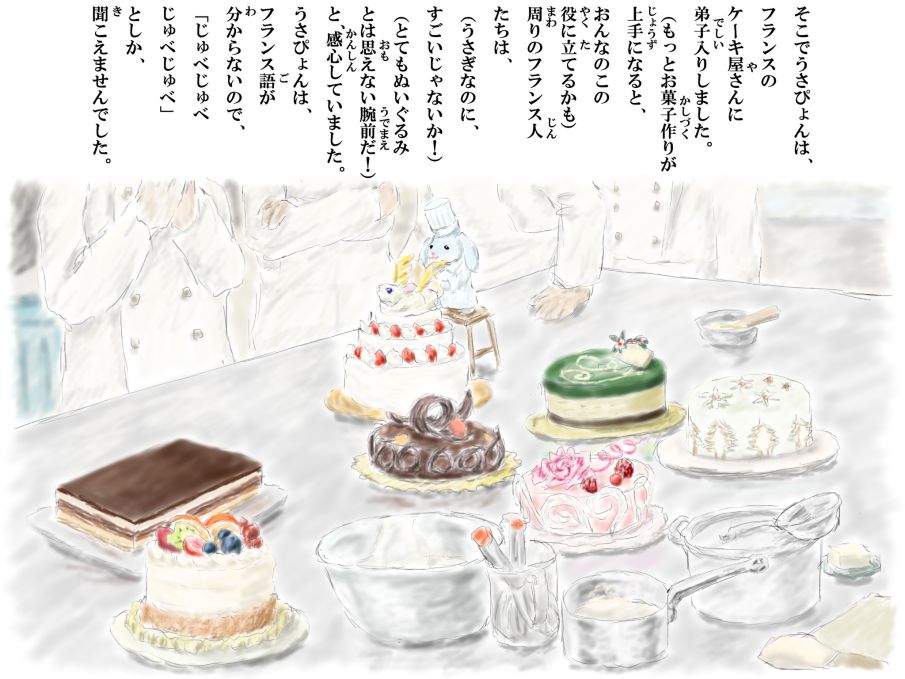 そこでうさぴょんは、
フランスの
ケーキ屋さんに
弟子入りしました。
(もっとお菓子作りが
上手になると、
おんなのこの
役に立てるかも)
周りのフランス人
たちは、
(うさぎなのに、
すごいじゃないか！)
(とてもぬいぐるみ
とは思えない腕前だ！)
と、感心していました。
うさぴょんは、
フランス語が
分からないので、
「じゅべじゅべ
じゅべじゅべ」
としか、
聞こえませんでした。